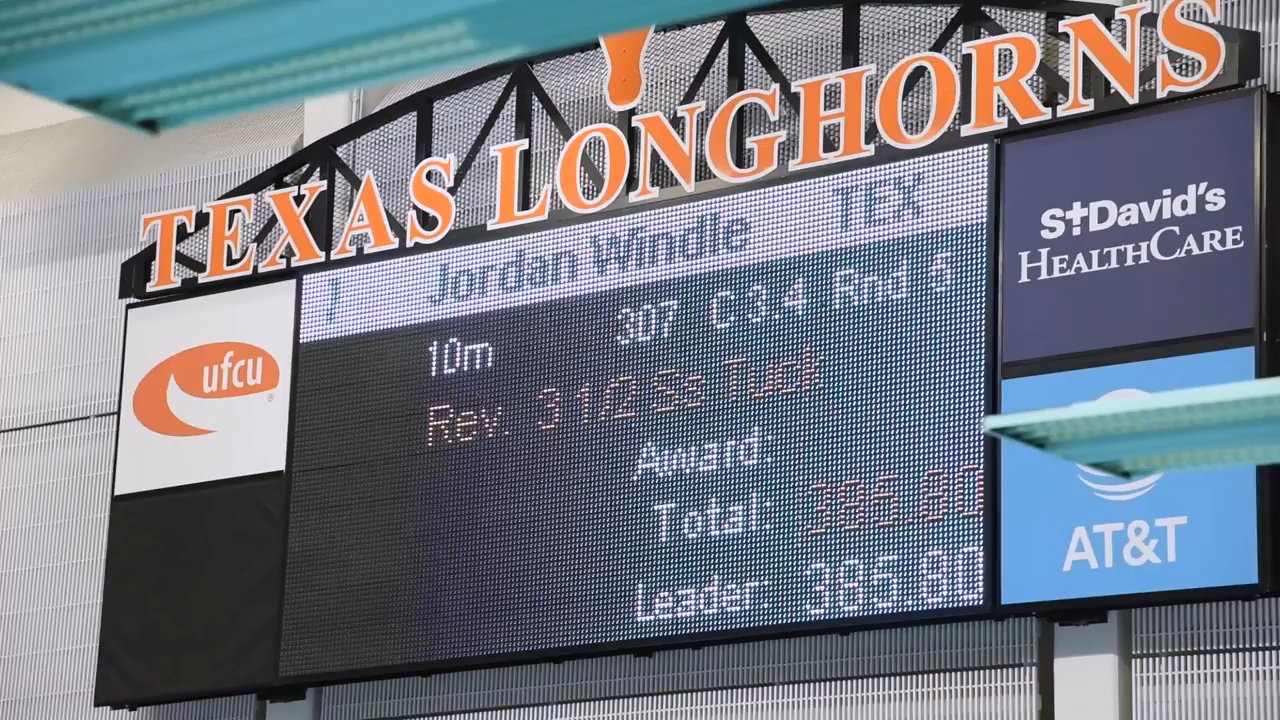 TEXAS LONGHORNS
1 Jordan Windle TEX
10m 307 C 3.4 Rnd 6
Rev. 3 1/2 Ss Tuck
Award:
Total: 385.80
Leader: 385.80
ufcu
St David's
HEALTHCARE
AT&T